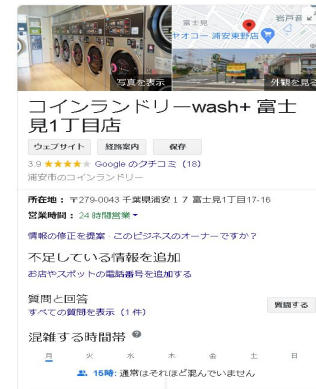 富士見
岩戸音
ヤオコー 浦安東野店
写真を表示
外観を見る
コインランドリーwash+ 富士
見1丁目店
ウェブサイト 経路案内 保存
3.9 ★★★★☆ Google のクチコミ（18）
浦安市のコインランドリー
所在地： 〒279-0043 千葉県浦安１７ 富士見1丁目17-16
営業時間： 24 時間営業
情報の修正を提案 · このビジネスのオーナーですか？
不足している情報を追加
お店やスポットの電話番号を追加する
質問と回答
質問する
すべての質問を表示（1 件）
混雑する時間帯
月 火 水 木 金 土 日
15時: 通常はそれほど混んでいません